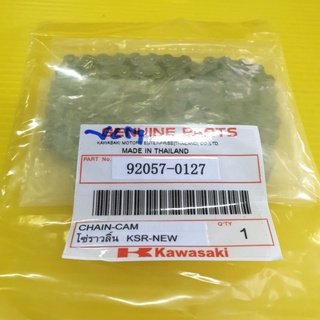 GENUINE PARTS
KAWASAKI MOTORS ENTERPRISE(THAILAND) CO.,LTD.
MADE IN THAILAND
PART No. 92057-0127
CHAIN-CAM
Q'TY
โซ่ราวลิ้น KSR-NEW
1
Kawasaki